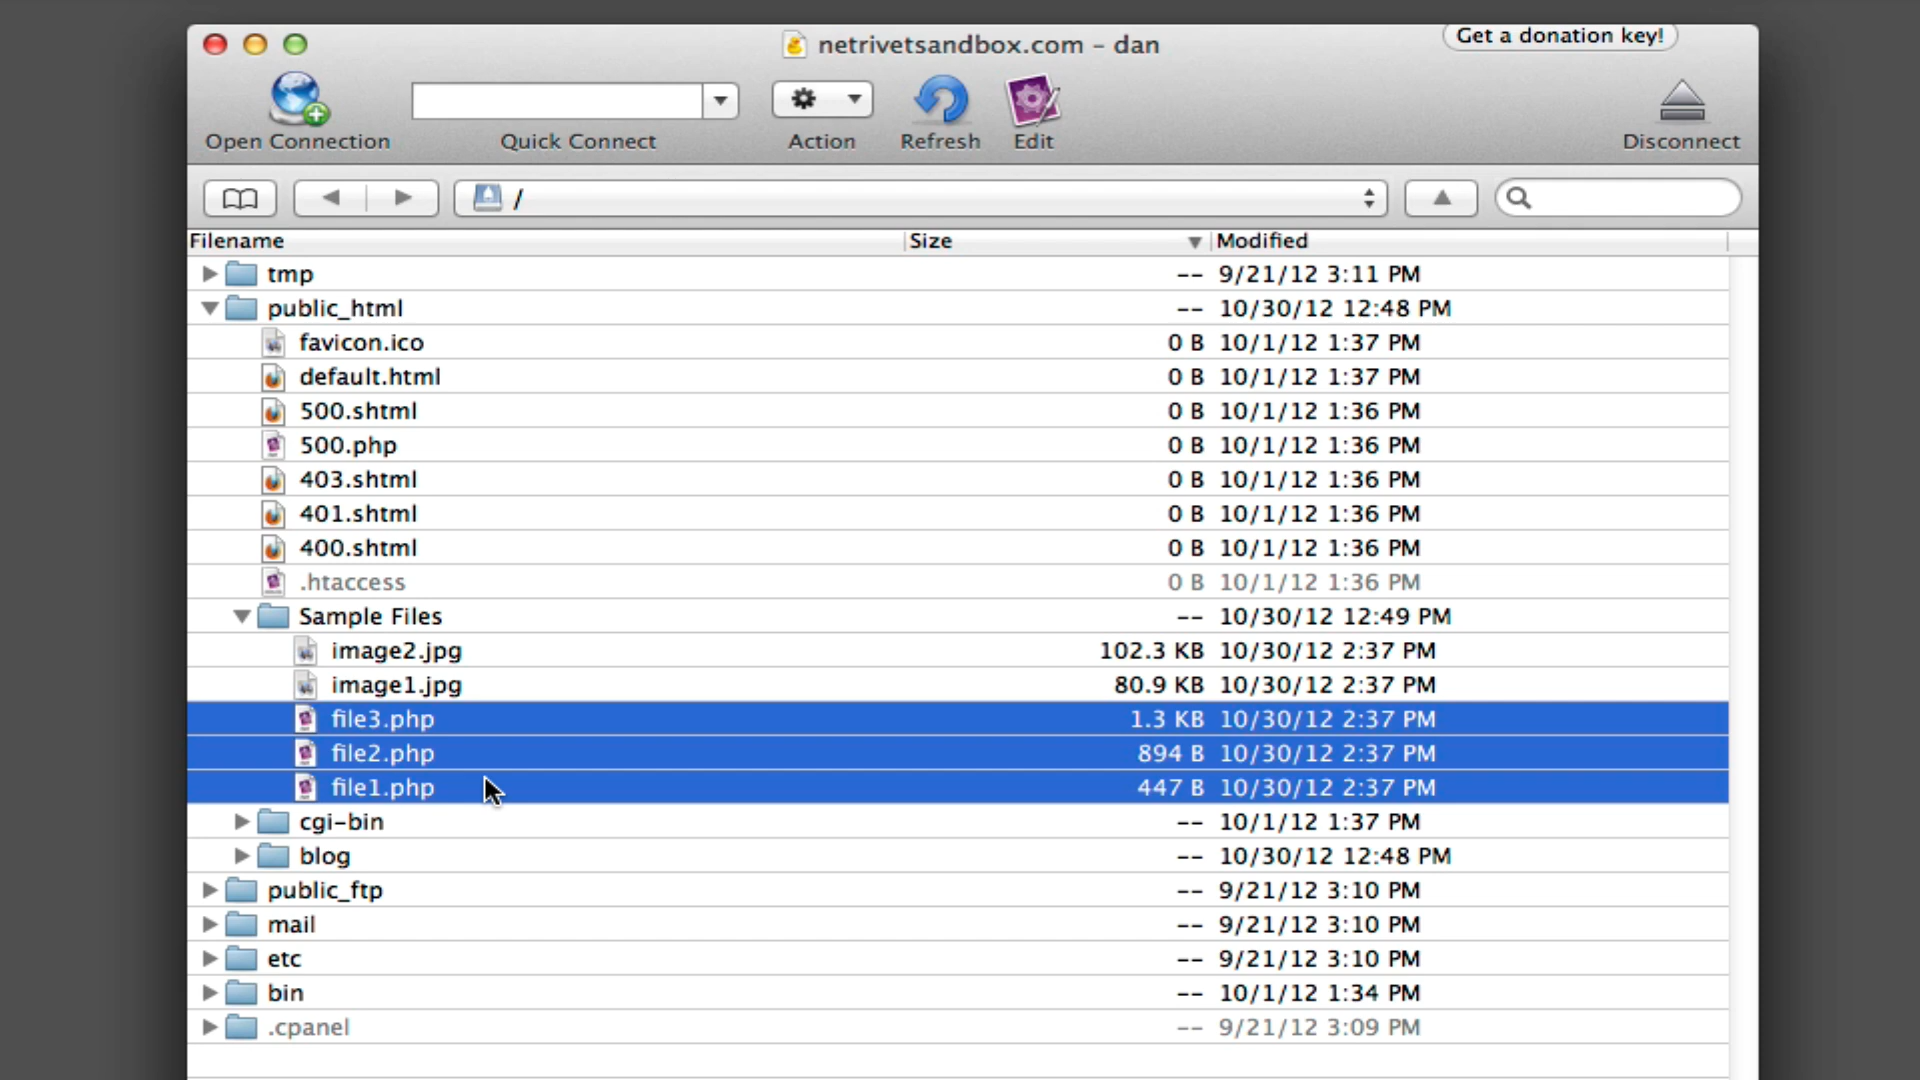 netrivetsandbox.com – dan
Get a donation key!
Open Connection
Quick Connect
Action
Refresh
Edit
Disconnect
/
Filename Size Modified
tmp -- 9/21/12 3:11 PM
public_html -- 10/30/12 12:48 PM
favicon.ico 0 B 10/1/12 1:37 PM
default.html 0 B 10/1/12 1:37 PM
500.shtml 0 B 10/1/12 1:36 PM
500.php 0 B 10/1/12 1:36 PM
403.shtml 0 B 10/1/12 1:36 PM
401.shtml 0 B 10/1/12 1:36 PM
400.shtml 0 B 10/1/12 1:36 PM
.htaccess 0 B 10/1/12 1:36 PM
Sample Files -- 10/30/12 12:49 PM
image2.jpg 102.3 KB 10/30/12 2:37 PM
image1.jpg 80.9 KB 10/30/12 2:37 PM
file3.php 1.3 KB 10/30/12 2:37 PM
file2.php 894 B 10/30/12 2:37 PM
file1.php 447 B 10/30/12 2:37 PM
cgi-bin -- 10/1/12 1:37 PM
blog -- 10/30/12 12:48 PM
public_ftp -- 9/21/12 3:10 PM
mail -- 9/21/12 3:10 PM
etc -- 9/21/12 3:10 PM
bin -- 10/1/12 1:34 PM
.cpanel -- 9/21/12 3:09 PM